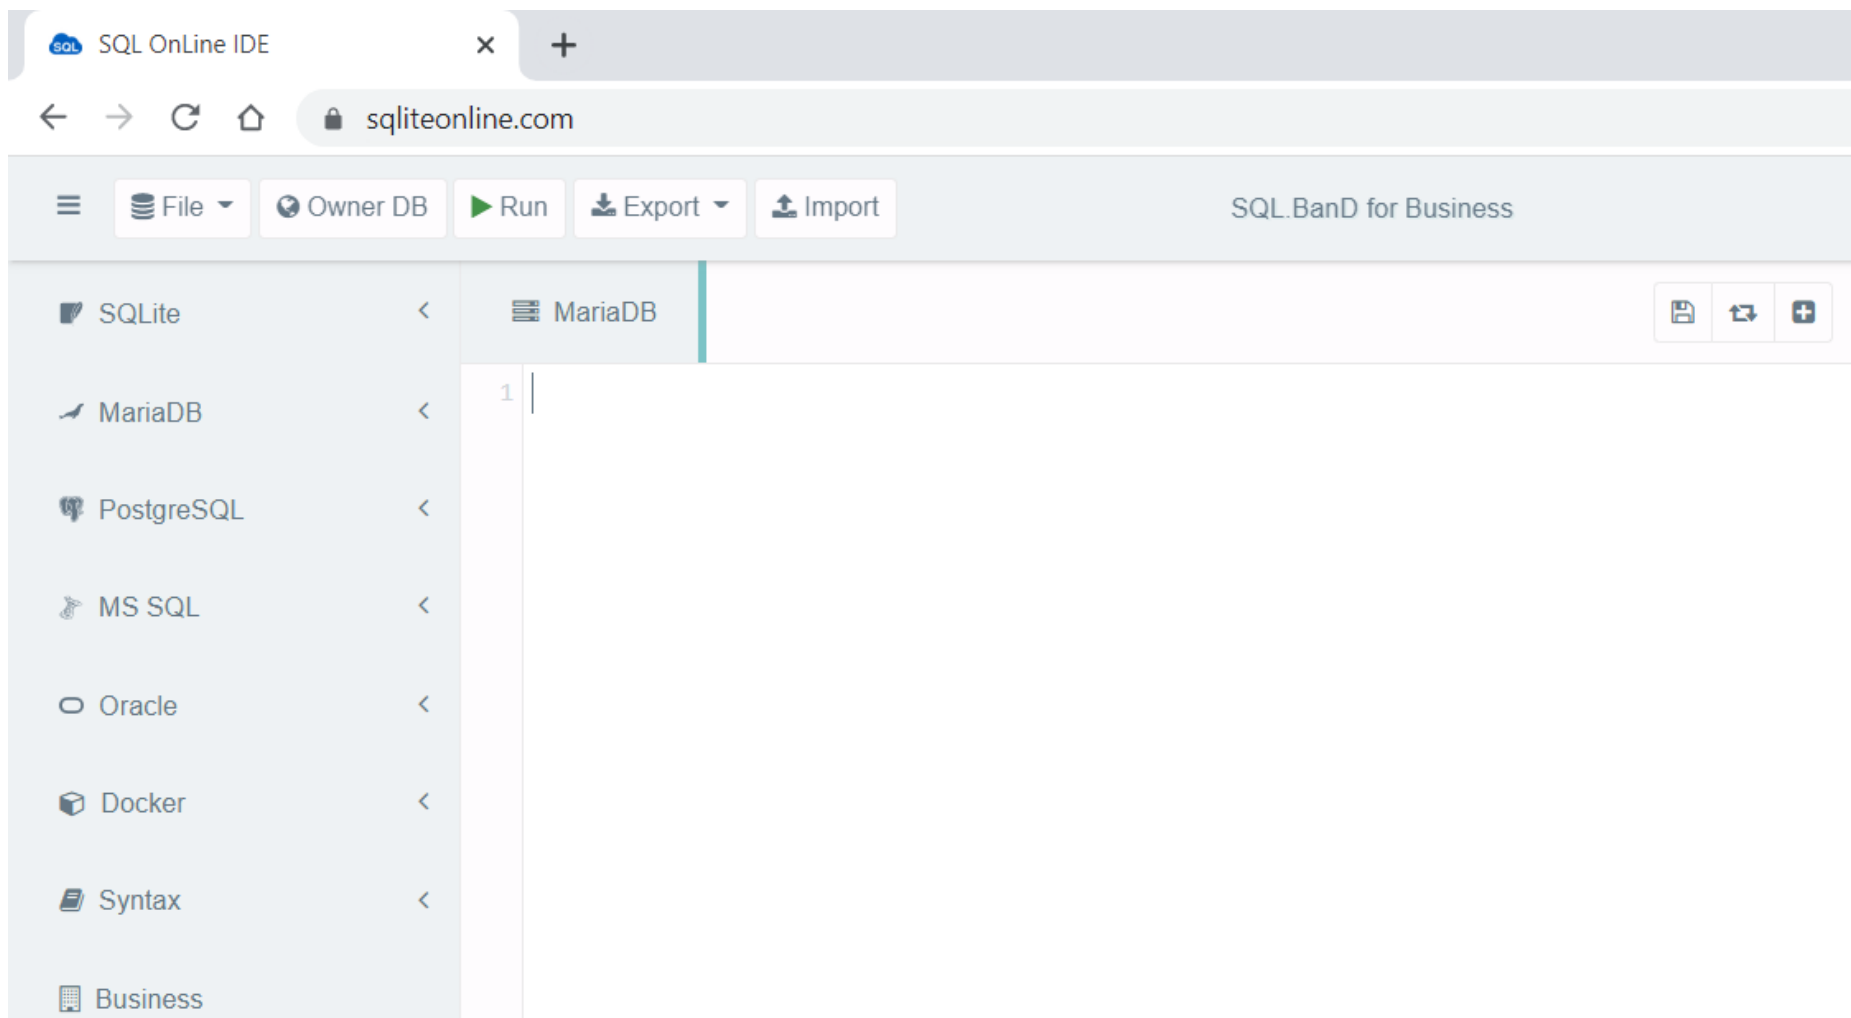 SQL SQL OnLine IDE
sqliteonline.com
File Owner DB Run Export Import SQL.BanD for Business
SQLite
MariaDB
MariaDB
1
PostgreSQL
MS SQL
Oracle
Docker
Syntax
Business